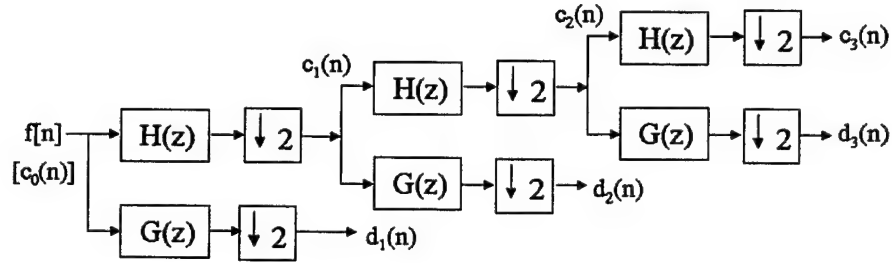 c₂(n)
H(z) ↓ 2 c₃(n)
c₁(n)
H(z) ↓ 2
f[n] H(z) ↓ 2
G(z) ↓ 2 d₃(n)
[c₀(n)]
G(z) ↓ 2 d₂(n)
G(z) ↓ 2 d₁(n)